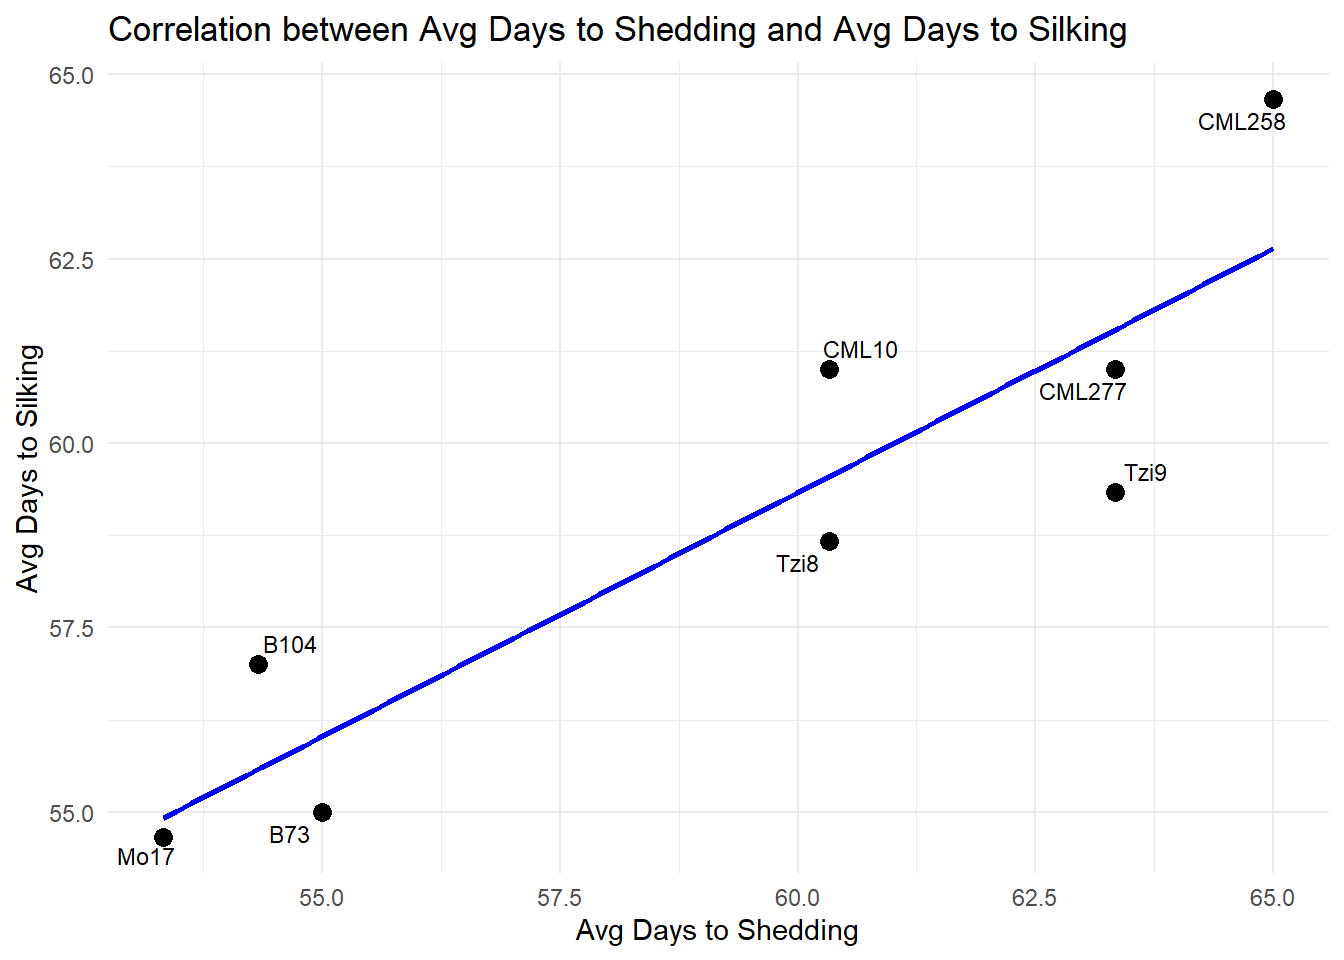 Correlation between Avg Days to Shedding and Avg Days to Silking
65.0
CML258
62.5
CML10
CML277
60.0
Tzi9
Tzi8
57.5
B104
55.0
B73
Mo17
Avg Days to Silking
55.0 57.5 60.0 62.5 65.0
Avg Days to Shedding